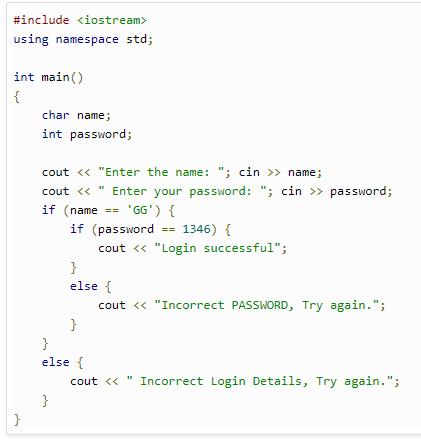 #include <iostream>
using namespace std;
int main()
{
char name;
int password;
cout << "Enter the name: "; cin >> name;
cout << " Enter your password: "; cin >> password;
if (name == 'GG') {
if (password == 1346) {
cout << "Login successful";
}
else {
cout << "Incorrect PASSWORD, Try again.";
}
}
else {
cout << " Incorrect Login Details, Try again.";
}
}